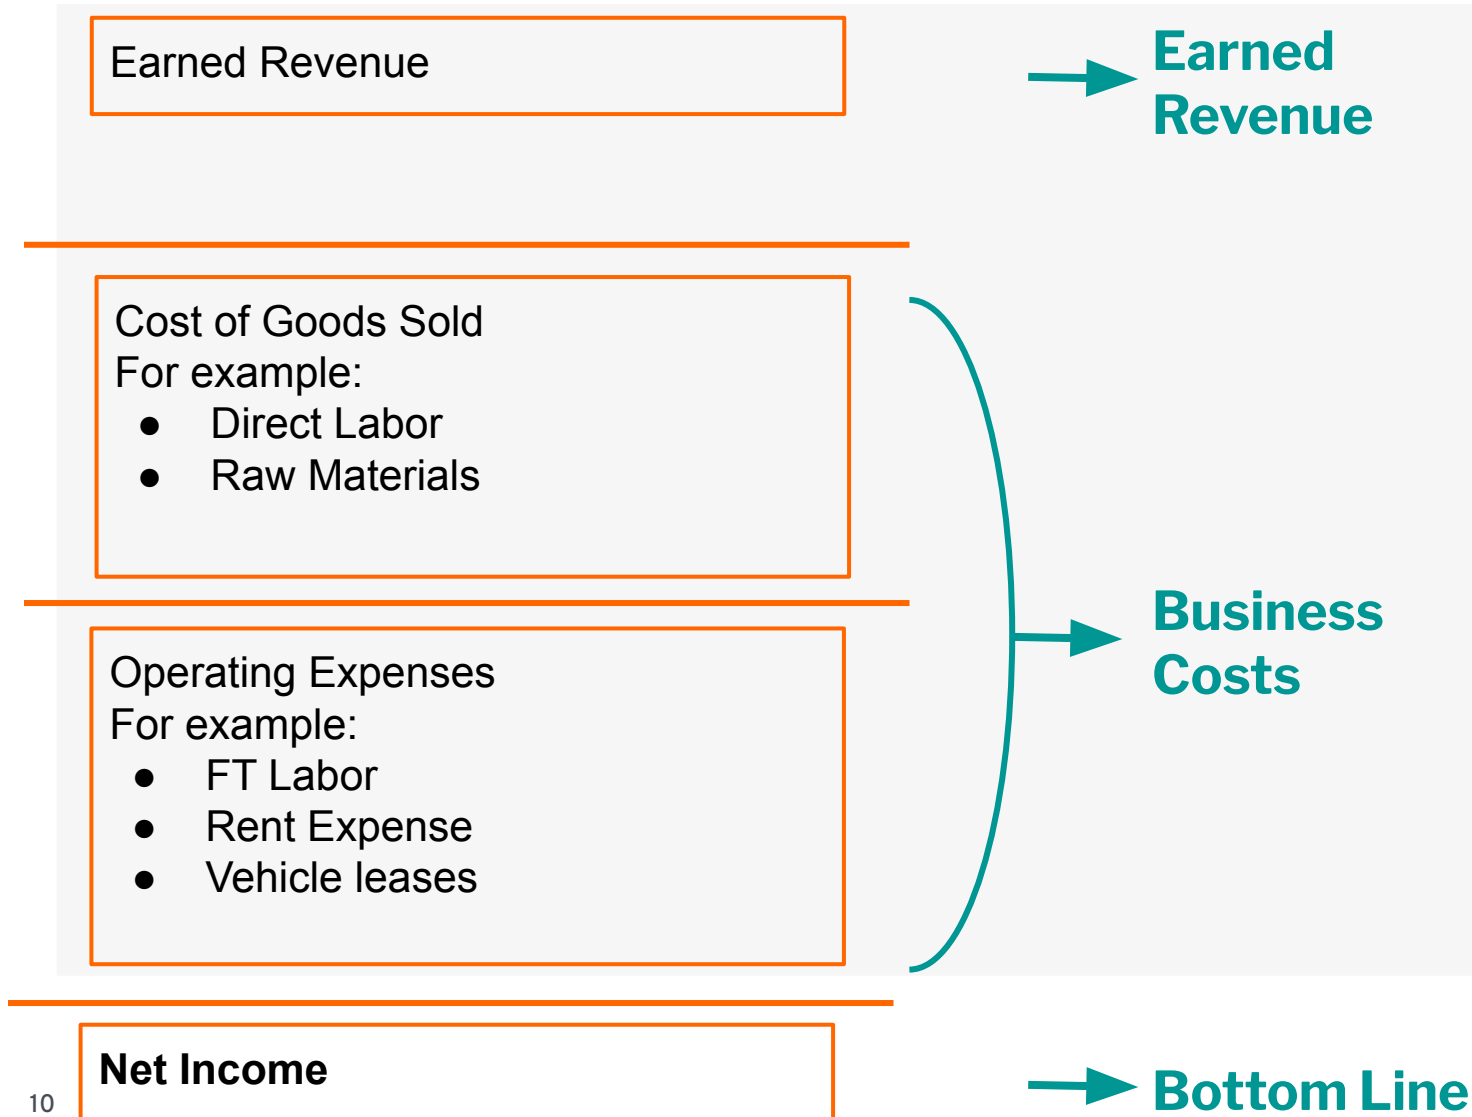 Earned Revenue
Earned
Revenue
Cost of Goods Sold
For example:
● Direct Labor
● Raw Materials
Business
Costs
Operating Expenses
For example:
● FT Labor
● Rent Expense
● Vehicle leases
Net Income
Bottom Line
10